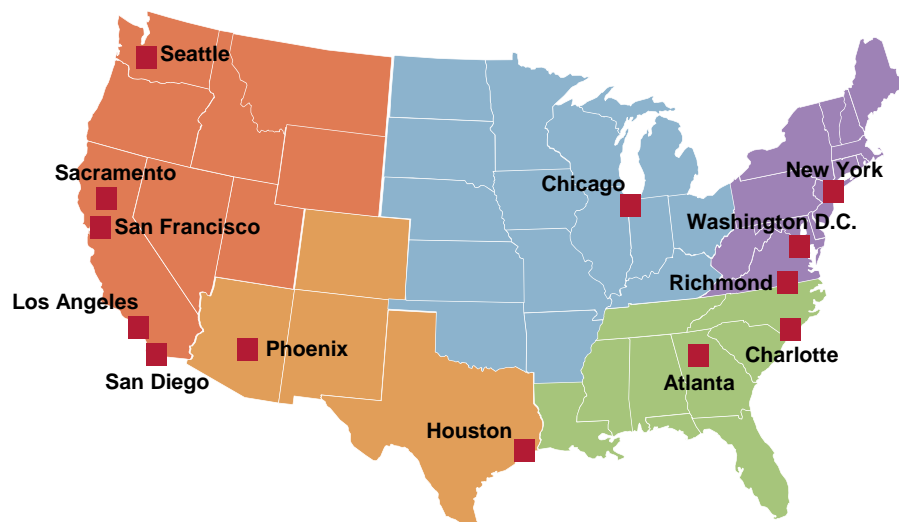 Seattle
Sacramento
San Francisco
Los Angeles
San Diego
Phoenix
Houston
Chicago
New York
Washington D.C.
Richmond
Charlotte
Atlanta